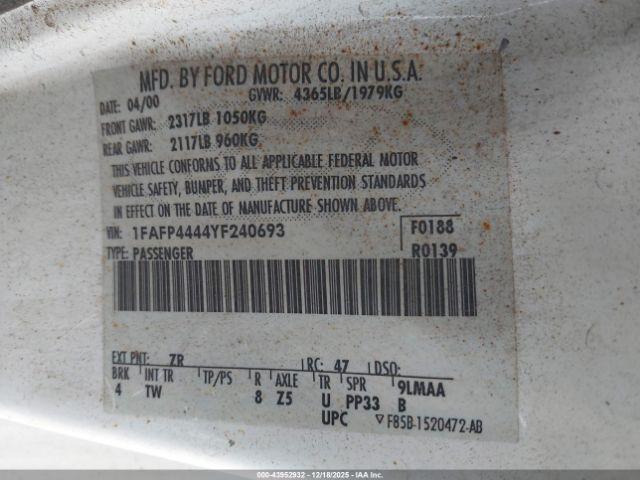 MFD. BY FORD MOTOR CO. IN U.S.A.
DATE: 04/00 GVWR: 4365LB/1979KG
FRONT GAWR: 2317LB 1050KG
REAR GAWR: 2117LB 960KG
THIS VEHICLE CONFORMS TO ALL APPLICABLE FEDERAL MOTOR
VEHICLE SAFETY, BUMPER, AND THEFT PREVENTION STANDARDS
IN EFFECT ON THE DATE OF MANUFACTURE SHOWN ABOVE.
VIN: 1FAFP4444YF240693 F0188
TYPE: PASSENGER R0139
EXT PNT: ZR RC: 47 DSO:
BRK INT TR TP/PS R AXLE TR SPR 9LMAA
4 TW 8 Z5 U PP33 B
UPC ▽F85B-1520472-AB
000-43952932 - 12/18/2025 - IAAI.COM